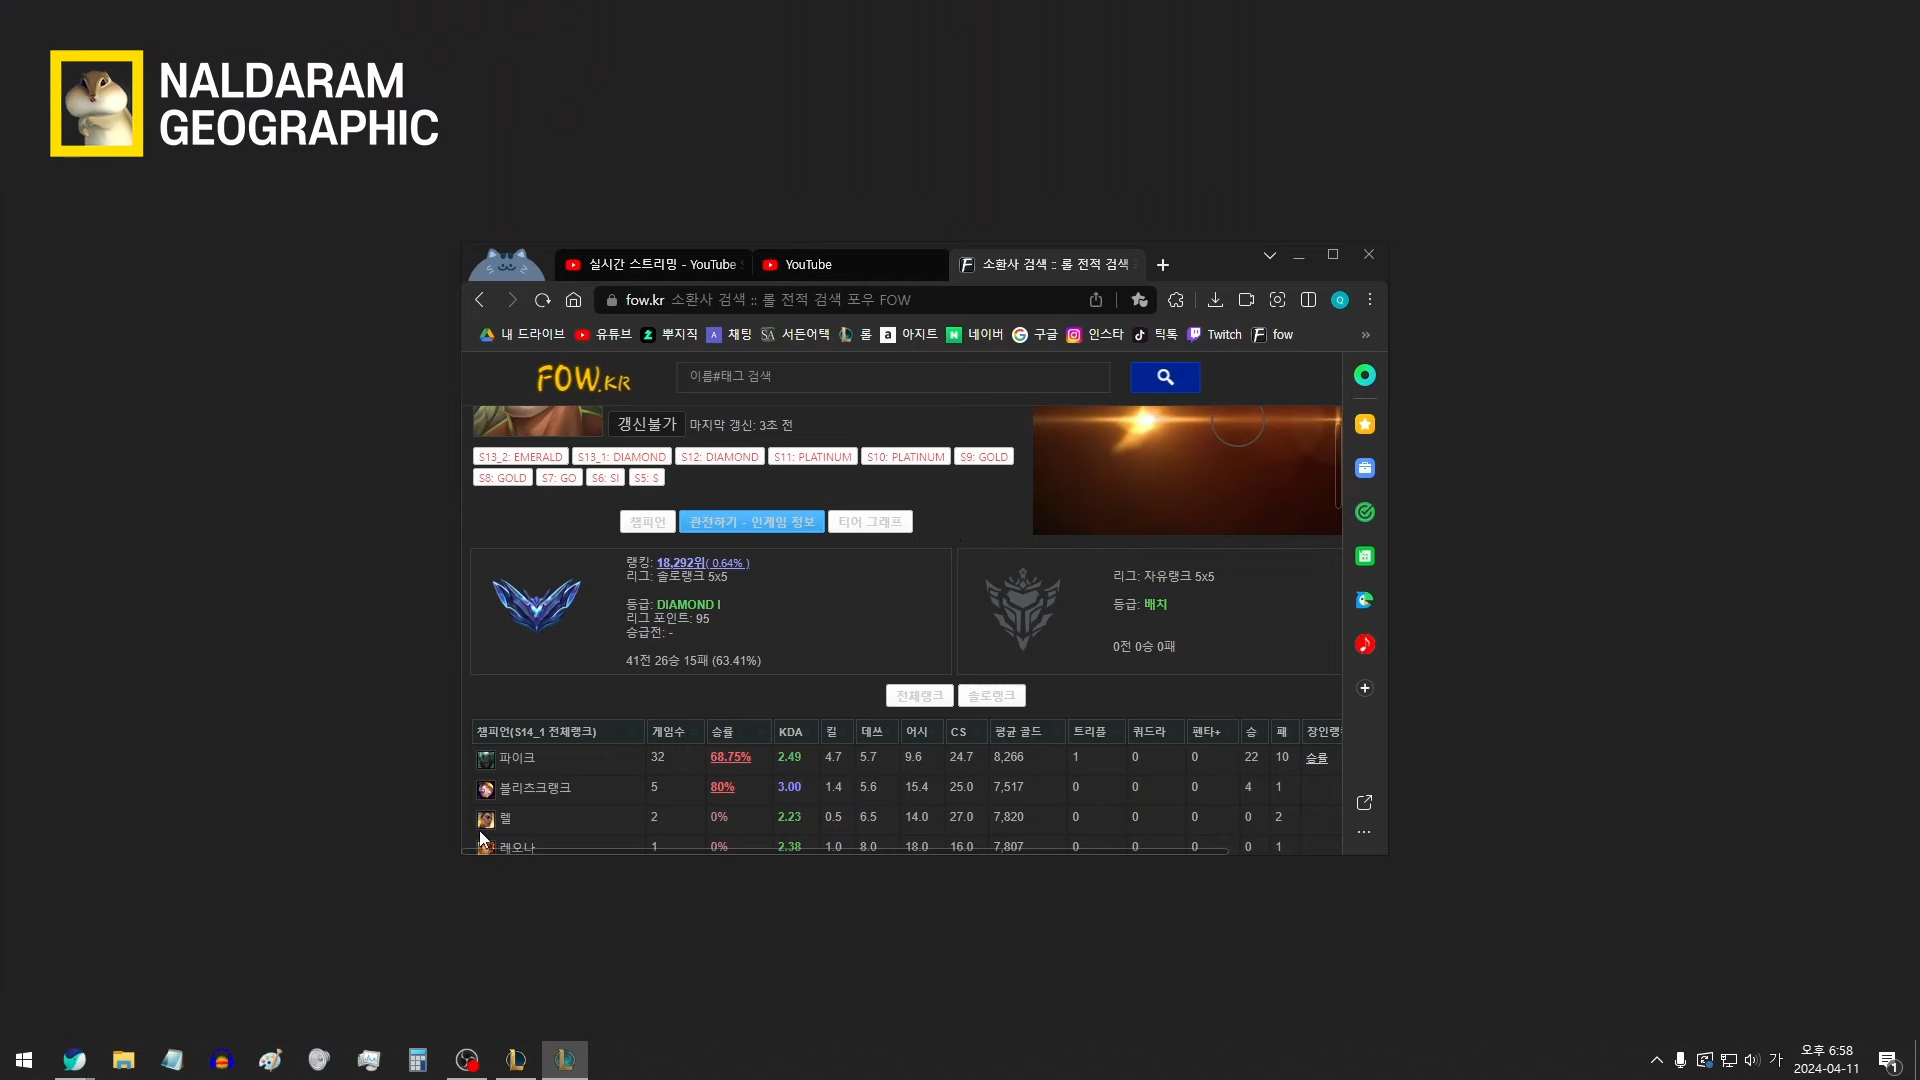 NALDARAM
GEOGRAPHIC
실시간 스트리밍 - YouTube
YouTube
소환사 검색 :: 롤 전적 검색
fow.kr 소환사 검색 :: 롤 전적 검색 포우 FOW
내 드라이브 유튜브 뿌지직 A 채팅 SA 서든어택 롤 a 아지트 N 네이버 구글 인스타 틱톡 Twitch fow »
FOW.KR 이름#태그 검색
갱신불가 마지막 갱신: 3초 전
S13_2: EMERALD S13_1: DIAMOND S12: DIAMOND S11: PLATINUM S10: PLATINUM S9: GOLD
S8: GOLD S7: GO S6: SI S5: S
챔피언 관전하기 - 인게임 정보 티어 그래프
랭킹: 18,292위( 0.64% )
리그: 솔로랭크 5x5
등급: DIAMOND I
리그 포인트: 95
승급전: -
41전 26승 15패 (63.41%)
리그: 자유랭크 5x5
등급: 배치
0전 0승 0패
전체랭크 솔로랭크
챔피언(S14_1 전체랭크) 게임수 승률 KDA 킬 데쓰 어시 CS 평균 골드 트리플 쿼드라 펜타+ 승 패 장인랭
파이크 32 68.75% 2.49 4.7 5.7 9.6 24.7 8,266 1 0 0 22 10 승률
블리츠크랭크 5 80% 3.00 1.4 5.6 15.4 25.0 7,517 0 0 0 4 1
렐 2 0% 2.23 0.5 6.5 14.0 27.0 7,820 0 0 0 0 2
레오나 1 0% 2.38 1.0 8.0 18.0 16.0 7,807 0 0 0 0 1
가 오후 6:58
2024-04-11
1